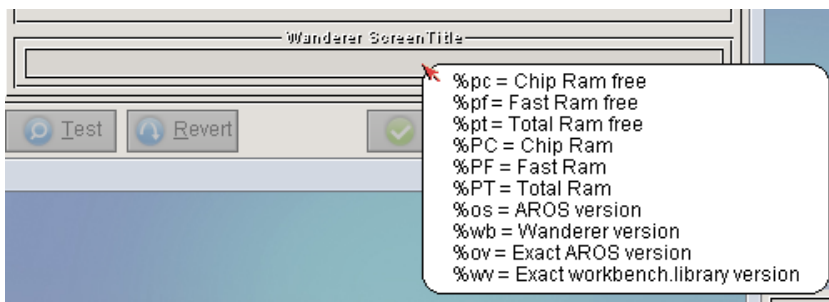 Wanderer ScreenTitle
%pc = Chip Ram free
%pf = Fast Ram free
%pt = Total Ram free
%PC = Chip Ram
%PF = Fast Ram
%PT = Total Ram
%os = AROS version
%wb = Wanderer version
%ov = Exact AROS version
%wv = Exact workbench.library version
Test
Revert